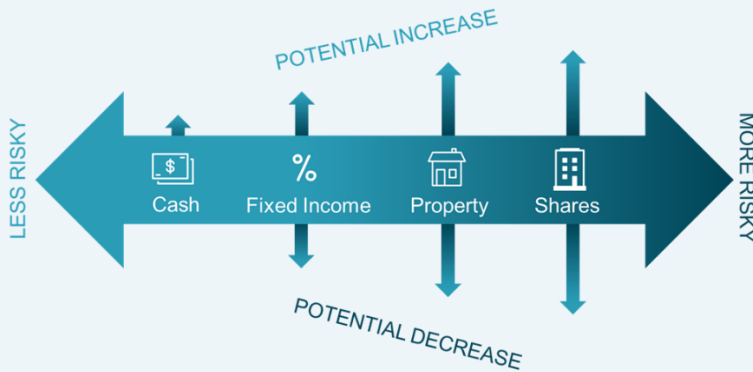 POTENTIAL INCREASE
LESS RISKY
MORE RISKY
$
%
Cash
Fixed Income
Property
Shares
POTENTIAL DECREASE